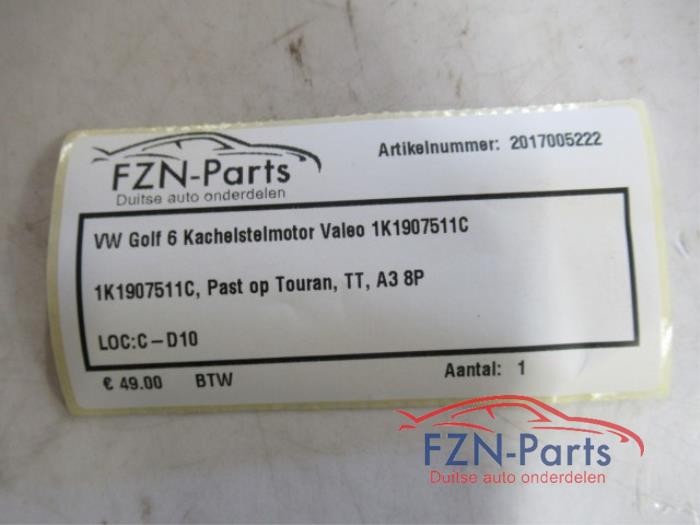 FZN-Parts
Duitse auto onderdelen
Artikelnummer: 2017005222
VW Golf 6 Kachelstelmotor Valeo 1K1907511C
1K1907511C, Past op Touran, TT, A3 8P
LOC:C-D10
€ 49.00 BTW
Aantal: 1
FZN-Parts
Duitse auto onderdelen